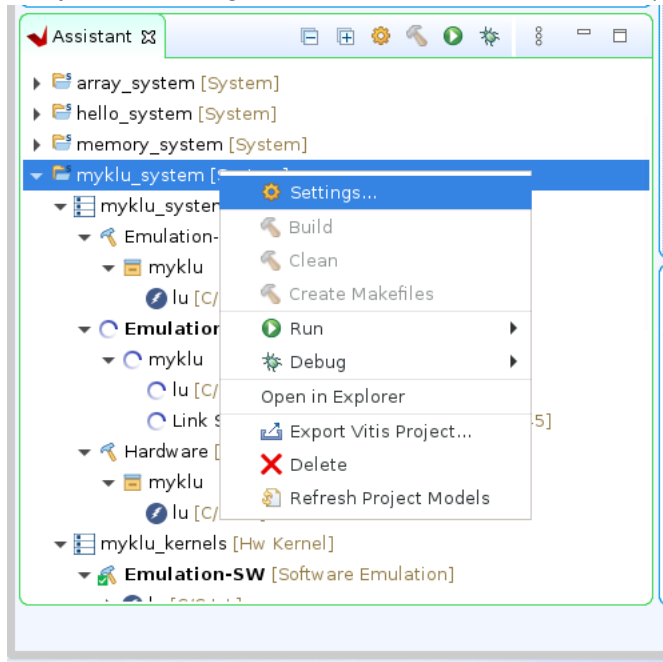 Assistant
array_system [System]
hello_system [System]
memory_system [System]
myklu_system [
Settings...
myklu_system
Build
Emulation-
Clean
myklu
lu [C/
Create Makefiles
Emulation
Run
myklu
Debug
lu [C/
Open in Explorer
Link S
5]
Export Vitis Project...
Hardware [
Delete
myklu
Refresh Project Models
lu [C/
myklu_kernels [Hw Kernel]
Emulation-SW [Software Emulation]